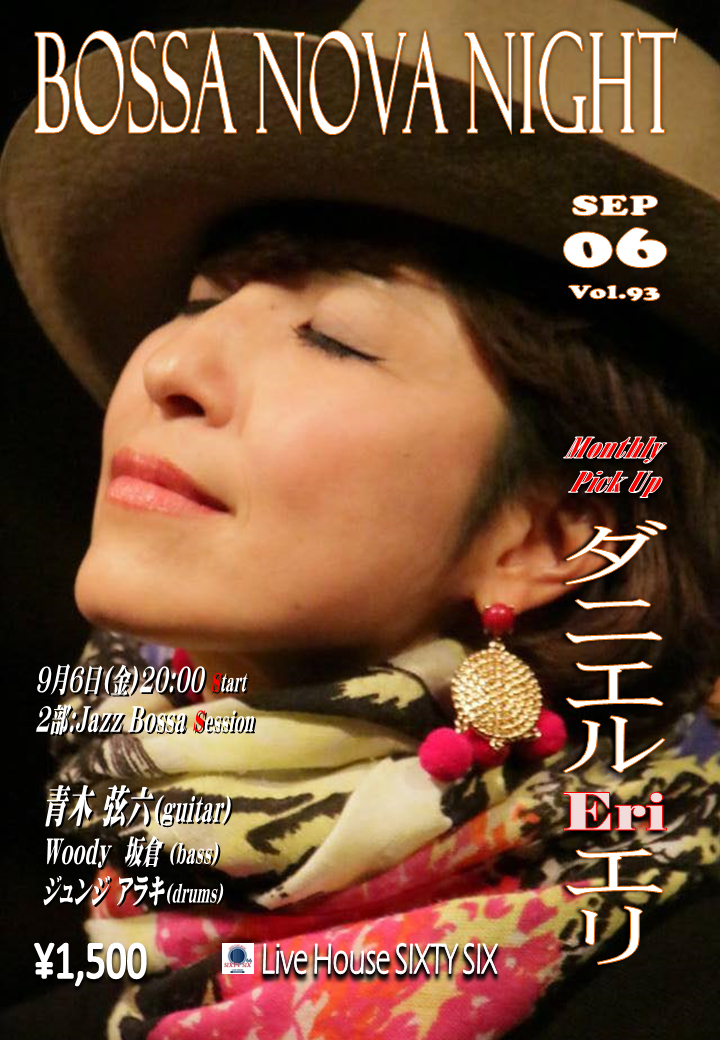 BOSSA NOVA NIGHT
SEP
06
Vol.93
Monthly
Pick Up
ダニエル
Eri
エリ
9月6日(金)20:00 Start
2部:Jazz Bossa Session
青木 弦六(guitar)
Woody 坂倉 (bass)
ジュンジ アラキ(drums)
¥1,500
Live House SIXTY SIX